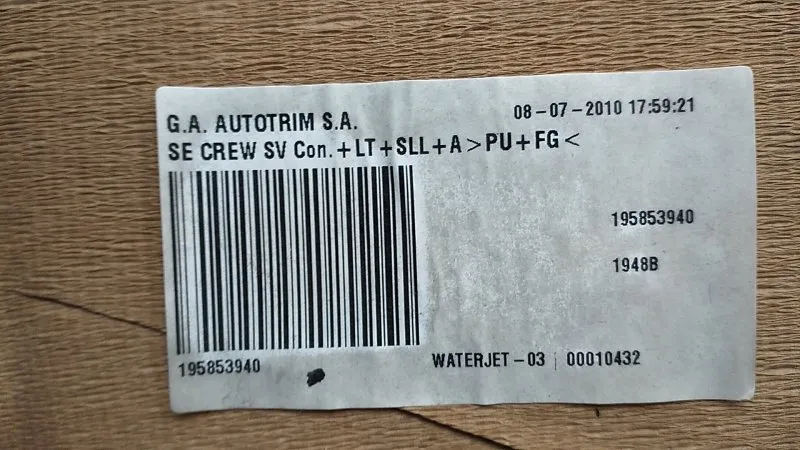 G.A. AUTOTRIM S.A.
08-07-2010 17:59:21
SE CREW SV Con.+LT+SLL+A>PU+FG<
195853940
1948B
195853940
WATERJET-03 | 00010432